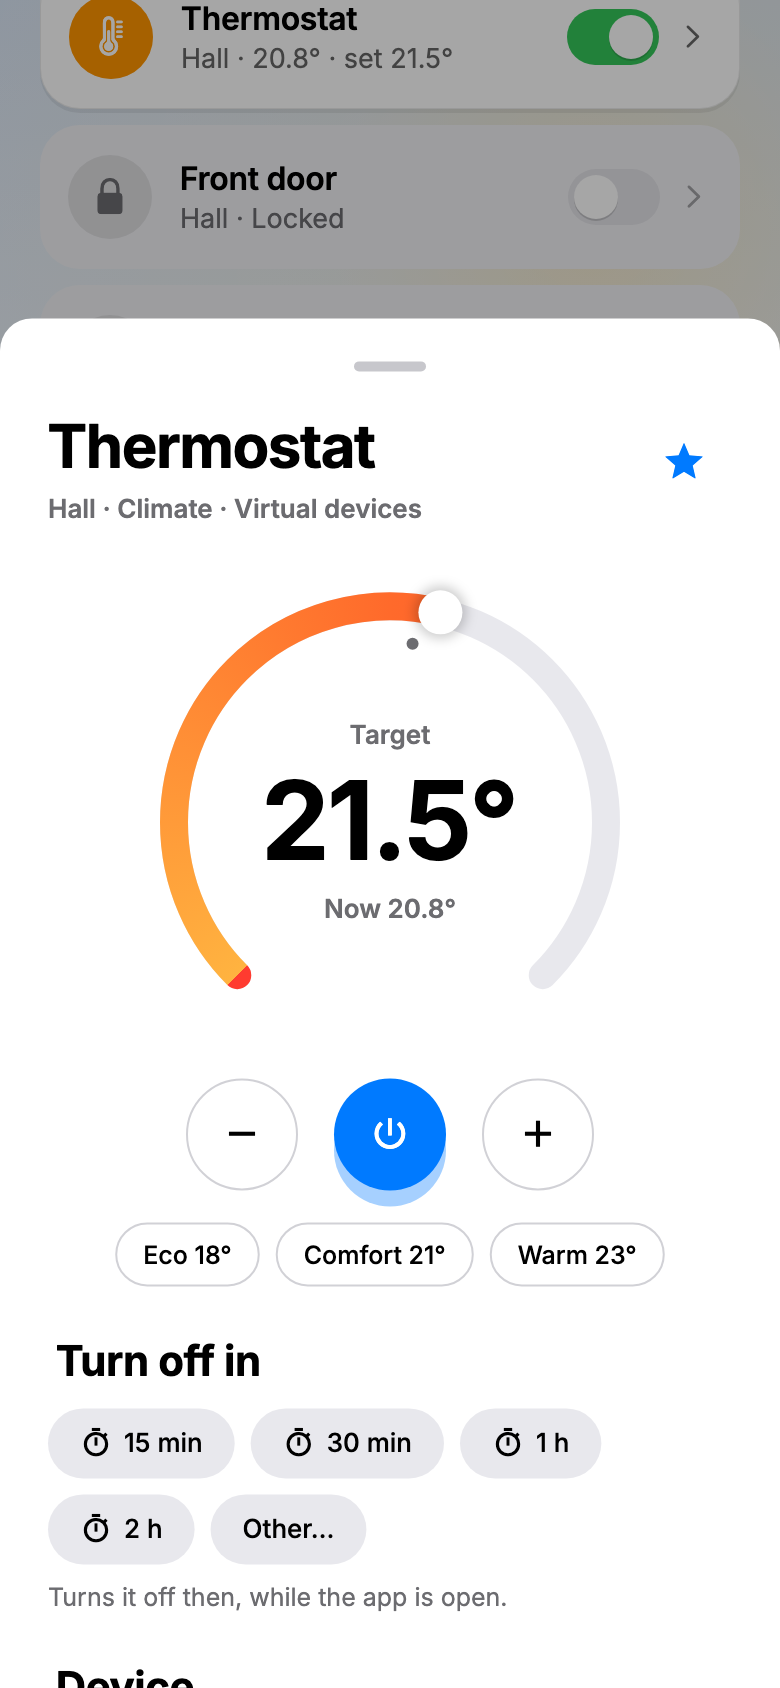 Thermostat
Hall · 20.8° · set 21.5°
Front door
Hall · Locked
Thermostat
Hall · Climate · Virtual devices
Target
21.5°
Now 20.8°
Eco 18°
Comfort 21°
Warm 23°
Turn off in
15 min
30 min
1 h
2 h
Other...
Turns it off then, while the app is open.
Device